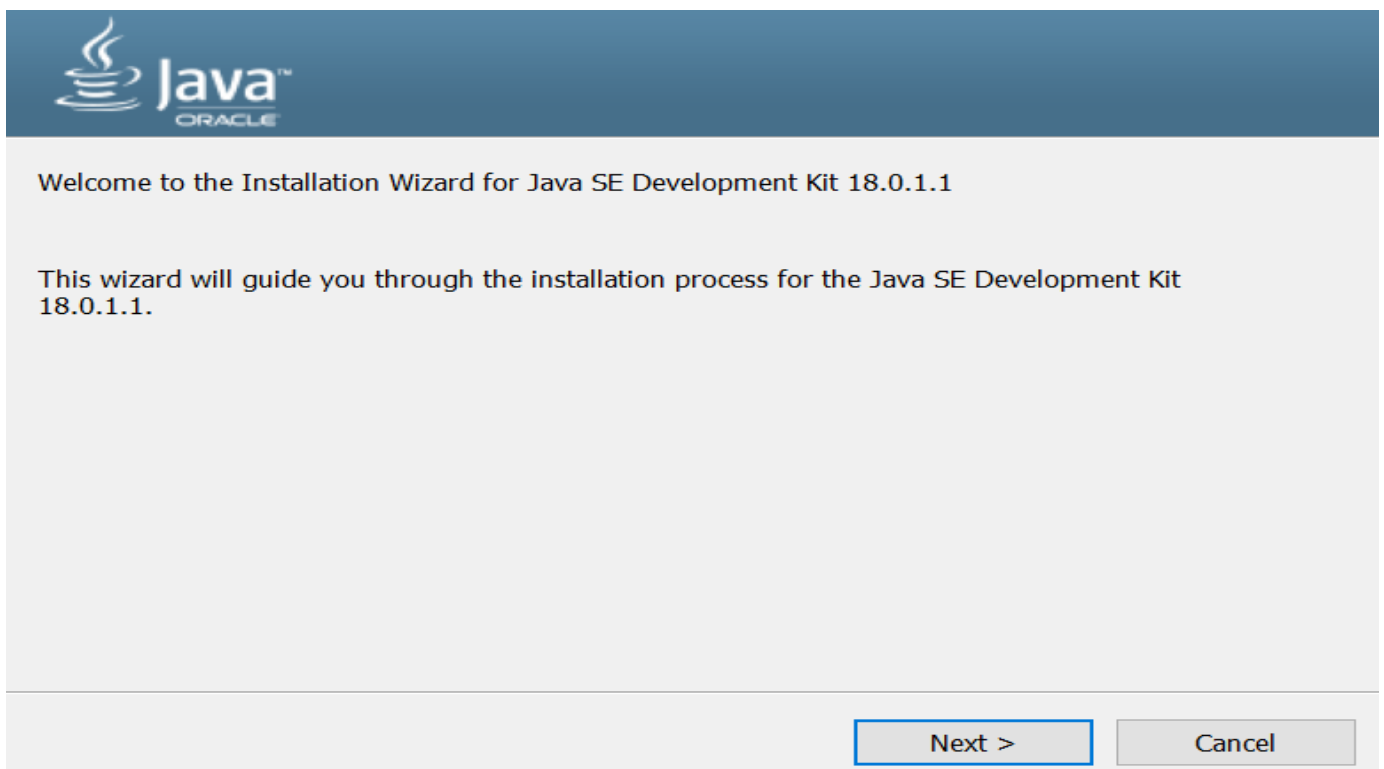 Java™
ORACLE
Welcome to the Installation Wizard for Java SE Development Kit 18.0.1.1
This wizard will guide you through the installation process for the Java SE Development Kit
18.0.1.1.
Next >
Cancel